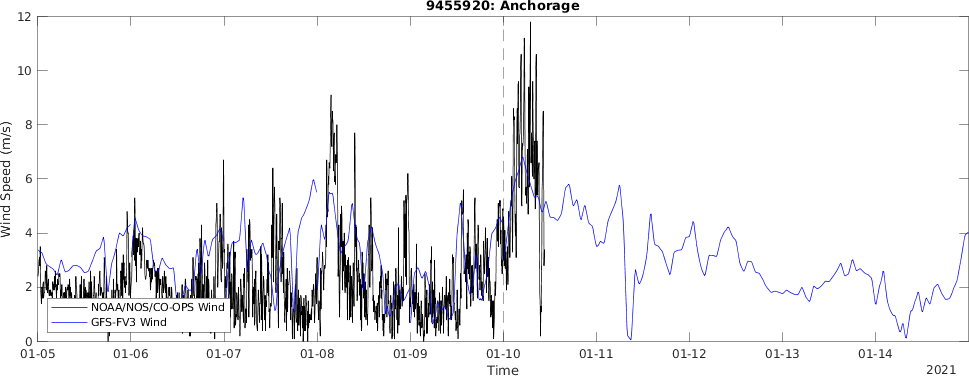 9455920: Anchorage
Wind Speed (m/s)
12
10
8
6
4
2
0
NOAA/NOS/CO-OPS Wind
GFS-FV3 Wind
01-05 01-06 01-07 01-08 01-09 01-10 01-11 01-12 01-13 01-14
Time
2021